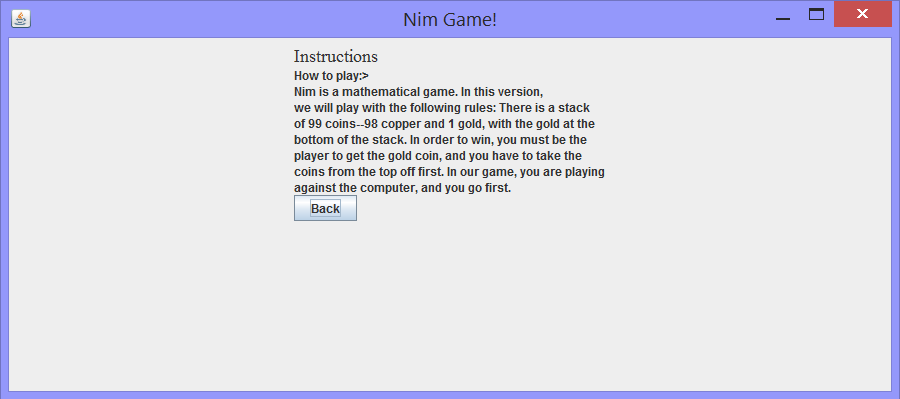 Nim Game!
Instructions
How to play:>
Nim is a mathematical game. In this version,
we will play with the following rules: There is a stack
of 99 coins--98 copper and 1 gold, with the gold at the
bottom of the stack. In order to win, you must be the
player to get the gold coin, and you have to take the
coins from the top off first. In our game, you are playing
against the computer, and you go first.
Back